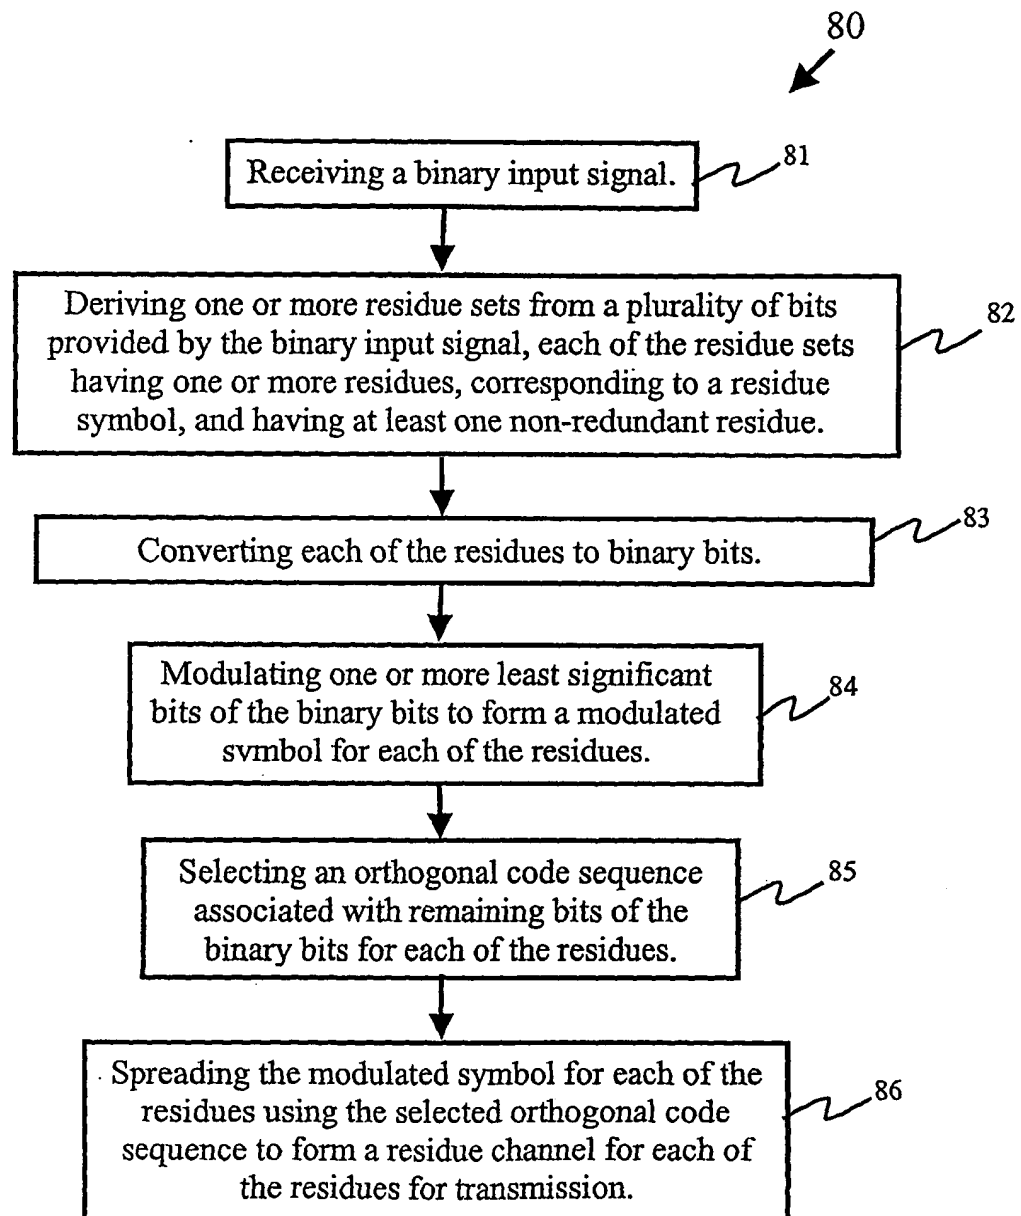 80
Receiving a binary input signal.
81
Deriving one or more residue sets from a plurality of bits
provided by the binary input signal, each of the residue sets
having one or more residues, corresponding to a residue
symbol, and having at least one non-redundant residue.
82
Converting each of the residues to binary bits.
83
Modulating one or more least significant
bits of the binary bits to form a modulated
symbol for each of the residues.
84
Selecting an orthogonal code sequence
associated with remaining bits of the
binary bits for each of the residues.
85
Spreading the modulated symbol for each of the
residues using the selected orthogonal code
sequence to form a residue channel for each of
the residues for transmission.
86